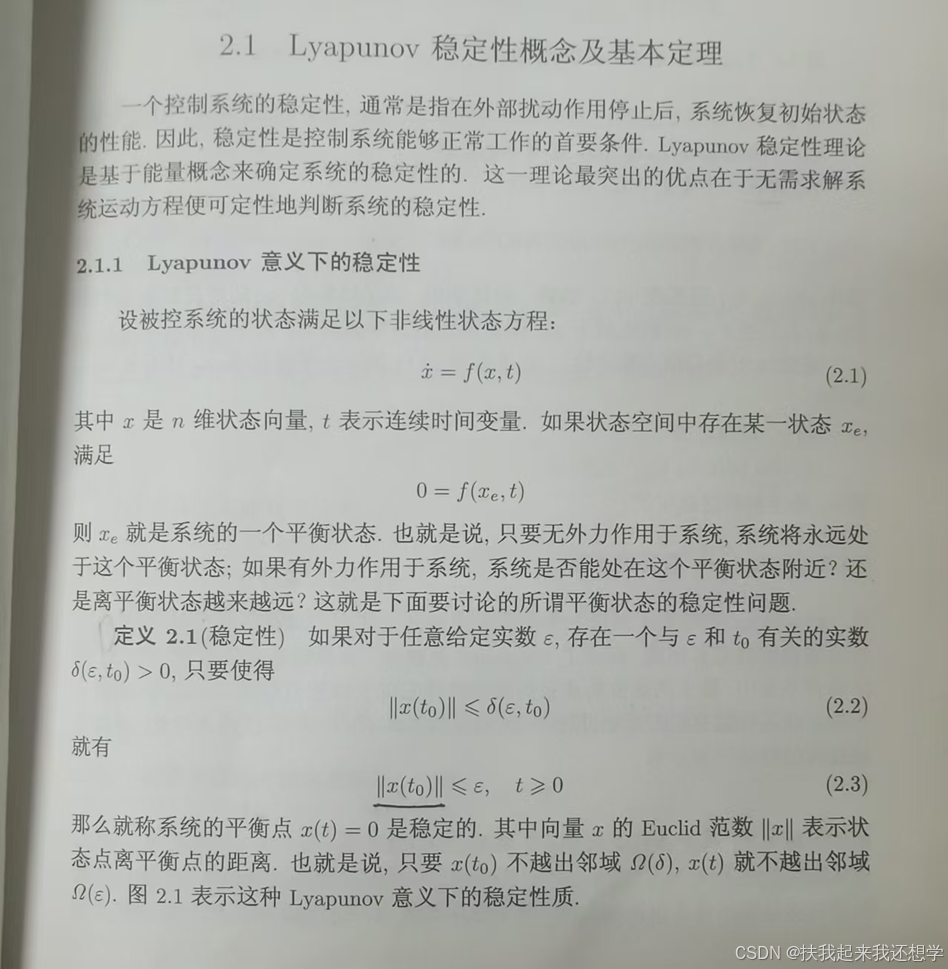 2.1 Lyapunov 稳定性概念及基本定理
一个控制系统的稳定性, 通常是指在外部扰动作用停止后, 系统恢复初始状态
的性能. 因此, 稳定性是控制系统能够正常工作的首要条件. Lyapunov 稳定性理论
是基于能量概念来确定系统的稳定性的. 这一理论最突出的优点在于无需求解系
统运动方程便可定性地判断系统的稳定性.
2.1.1 Lyapunov 意义下的稳定性
设被控系统的状态满足以下非线性状态方程:
ẋ = f(x, t) (2.1)
其中 x 是 n 维状态向量, t 表示连续时间变量. 如果状态空间中存在某一状态 xₑ,
满足
0 = f(xₑ, t)
则 xₑ 就是系统的一个平衡状态. 也就是说, 只要无外力作用于系统, 系统将永远处
于这个平衡状态; 如果有外力作用于系统, 系统是否能处在这个平衡状态附近? 还
是离平衡状态越来越远? 这就是下面要讨论的所谓平衡状态的稳定性问题.
定义 2.1(稳定性) 如果对于任意给定实数 ε, 存在一个与 ε 和 t₀ 有关的实数
δ(ε, t₀) > 0, 只要使得
‖x(t₀)‖ ⩽ δ(ε, t₀) (2.2)
就有
‖x(t₀)‖ ⩽ ε, t ⩾ 0 (2.3)
那么就称系统的平衡点 x(t) = 0 是稳定的. 其中向量 x 的 Euclid 范数 ‖x‖ 表示状
态点离平衡点的距离. 也就是说, 只要 x(t₀) 不越出邻域 Ω(δ), x(t) 就不越出邻域
Ω(ε). 图 2.1 表示这种 Lyapunov 意义下的稳定性质.
CSDN @扶我起来我还想学